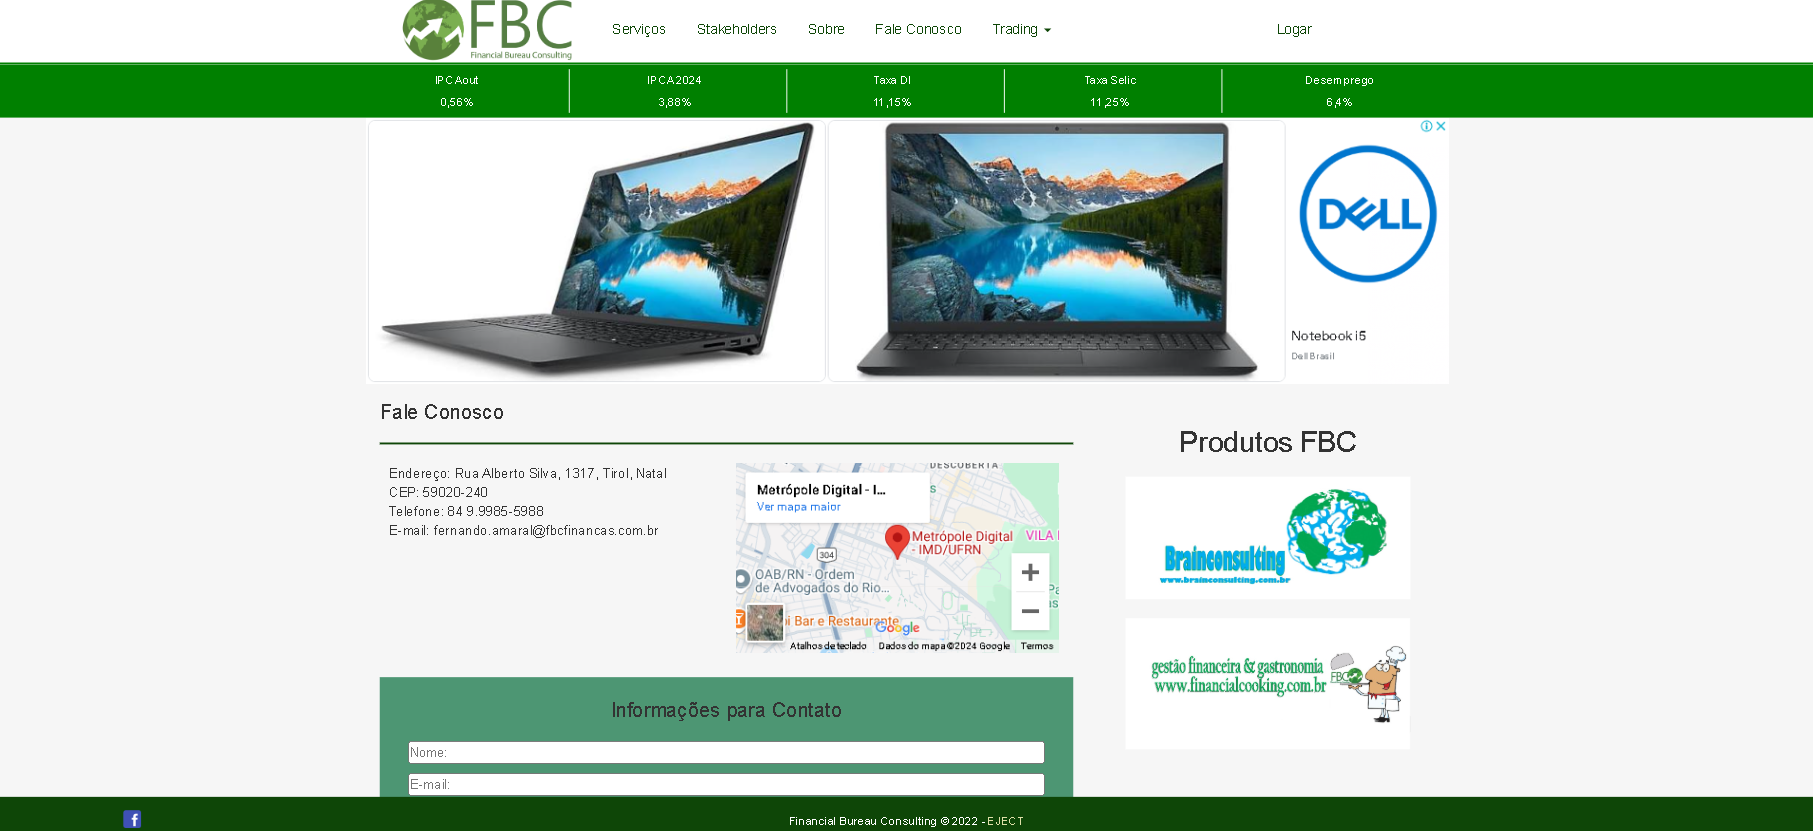 FBC
Financial Bureau Consulting
Serviços
Stakeholders
Sobre
Fale Conosco
Trading
Logar
IPC Aout
0,56%
IPCA 2024
3,88%
Taxa DI
11,15%
Taxa Selic
11,25%
Desemprego
6,4%
DELL
Notebook i5
Dell Brasil
Fale Conosco
Endereço: Rua Alberto Silva, 1317, Tirol, Natal
CEP: 59020-240
Telefone: 84 9.9985-5988
E-mail: fernando.amaral@fbcfinancas.com.br
DESCOBERTA
Metrópole Digital - I...
Ver mapa maior
Metrópole Digital
- IMD/UFRN
VILA
304
OAB/RN - Ordem
de Advogados do Rio...
Bar e Restaurante
Google
Atalhos de teclado
Dados do mapa ©2024 Google
Termos
Produtos FBC
Brainconsulting
www.brainconsulting.com.br
gestão financeira & gastronomia
www.financialcooking.com.br
FBC
Informações para Contato
Nome:
E-mail:
f
Financial Bureau Consulting © 2022 - EJECT